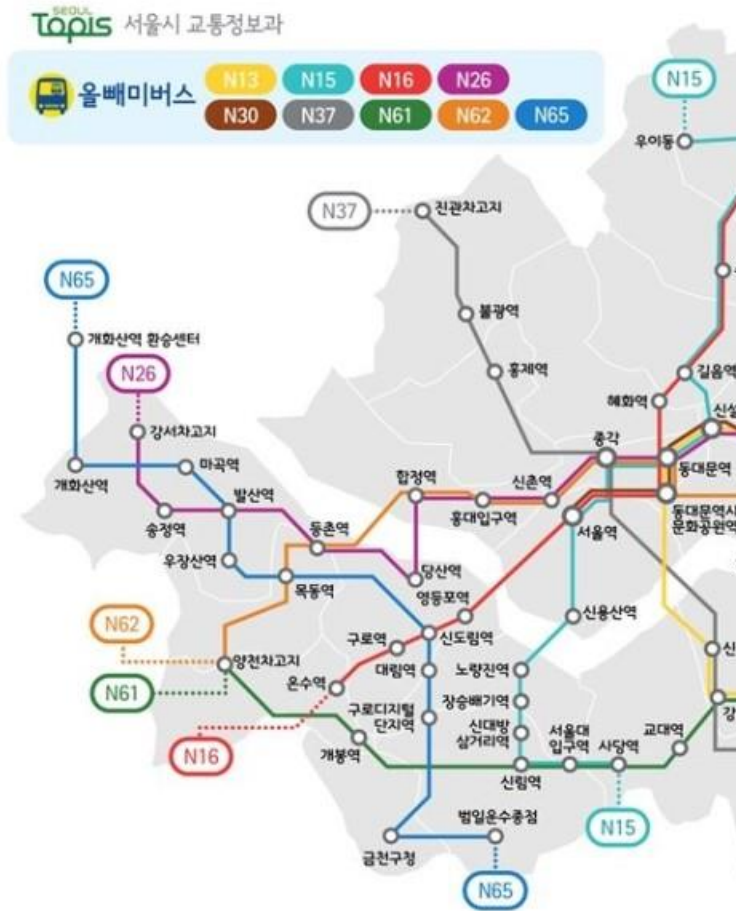 SEOUL
Topis 서울시 교통정보과
올빼미버스
N13 N15 N16 N26
N30 N37 N61 N62 N65
N15
우이동
N37
진관차고지
N65
불광역
개화산역 환승센터
N26
홍제역
길음역
혜화역
강서차고지
신설
종각
마곡역
개화산역
합정역
신촌역
동대문역
발산역
홍대입구역
송정역
등촌역
서울역
동대문역사
문화공원역
우장산역
목동역
당산역
영등포역
신용산역
N62
구로역
신도림역
양천차고지
대림역
노량진역
온수역
N61
장승배기역
구로디지털
단지역
신대방
삼거리역
서울대
입구역
사당역
교대역
강
N16
개봉역
신림역
범일운수종점
N15
금천구청
N65